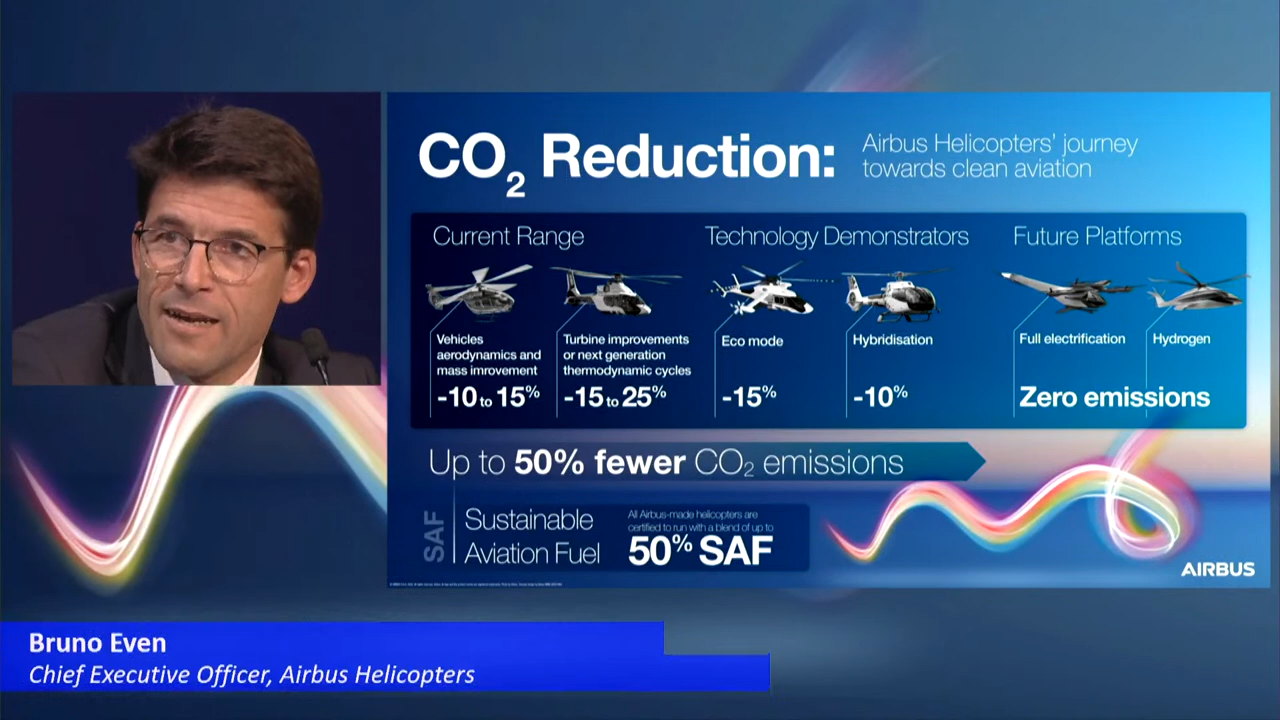 CO2 Reduction:
Airbus Helicopters' journey
towards clean aviation
Current Range
Technology Demonstrators
Future Platforms
Vehicles
aerodynamics and
mass imrovement
-10 to 15%
Turbine improvements
or next generation
thermodynamic cycles
-15 to 25%
Eco mode
-15%
Hybridisation
-10%
Full electrification
Hydrogen
Zero emissions
Up to 50% fewer CO2 emissions
SAF
Sustainable
Aviation Fuel
All Airbus-made helicopters are
certified to run with a blend of up to
50% SAF
AIRBUS
Bruno Even
Chief Executive Officer, Airbus Helicopters